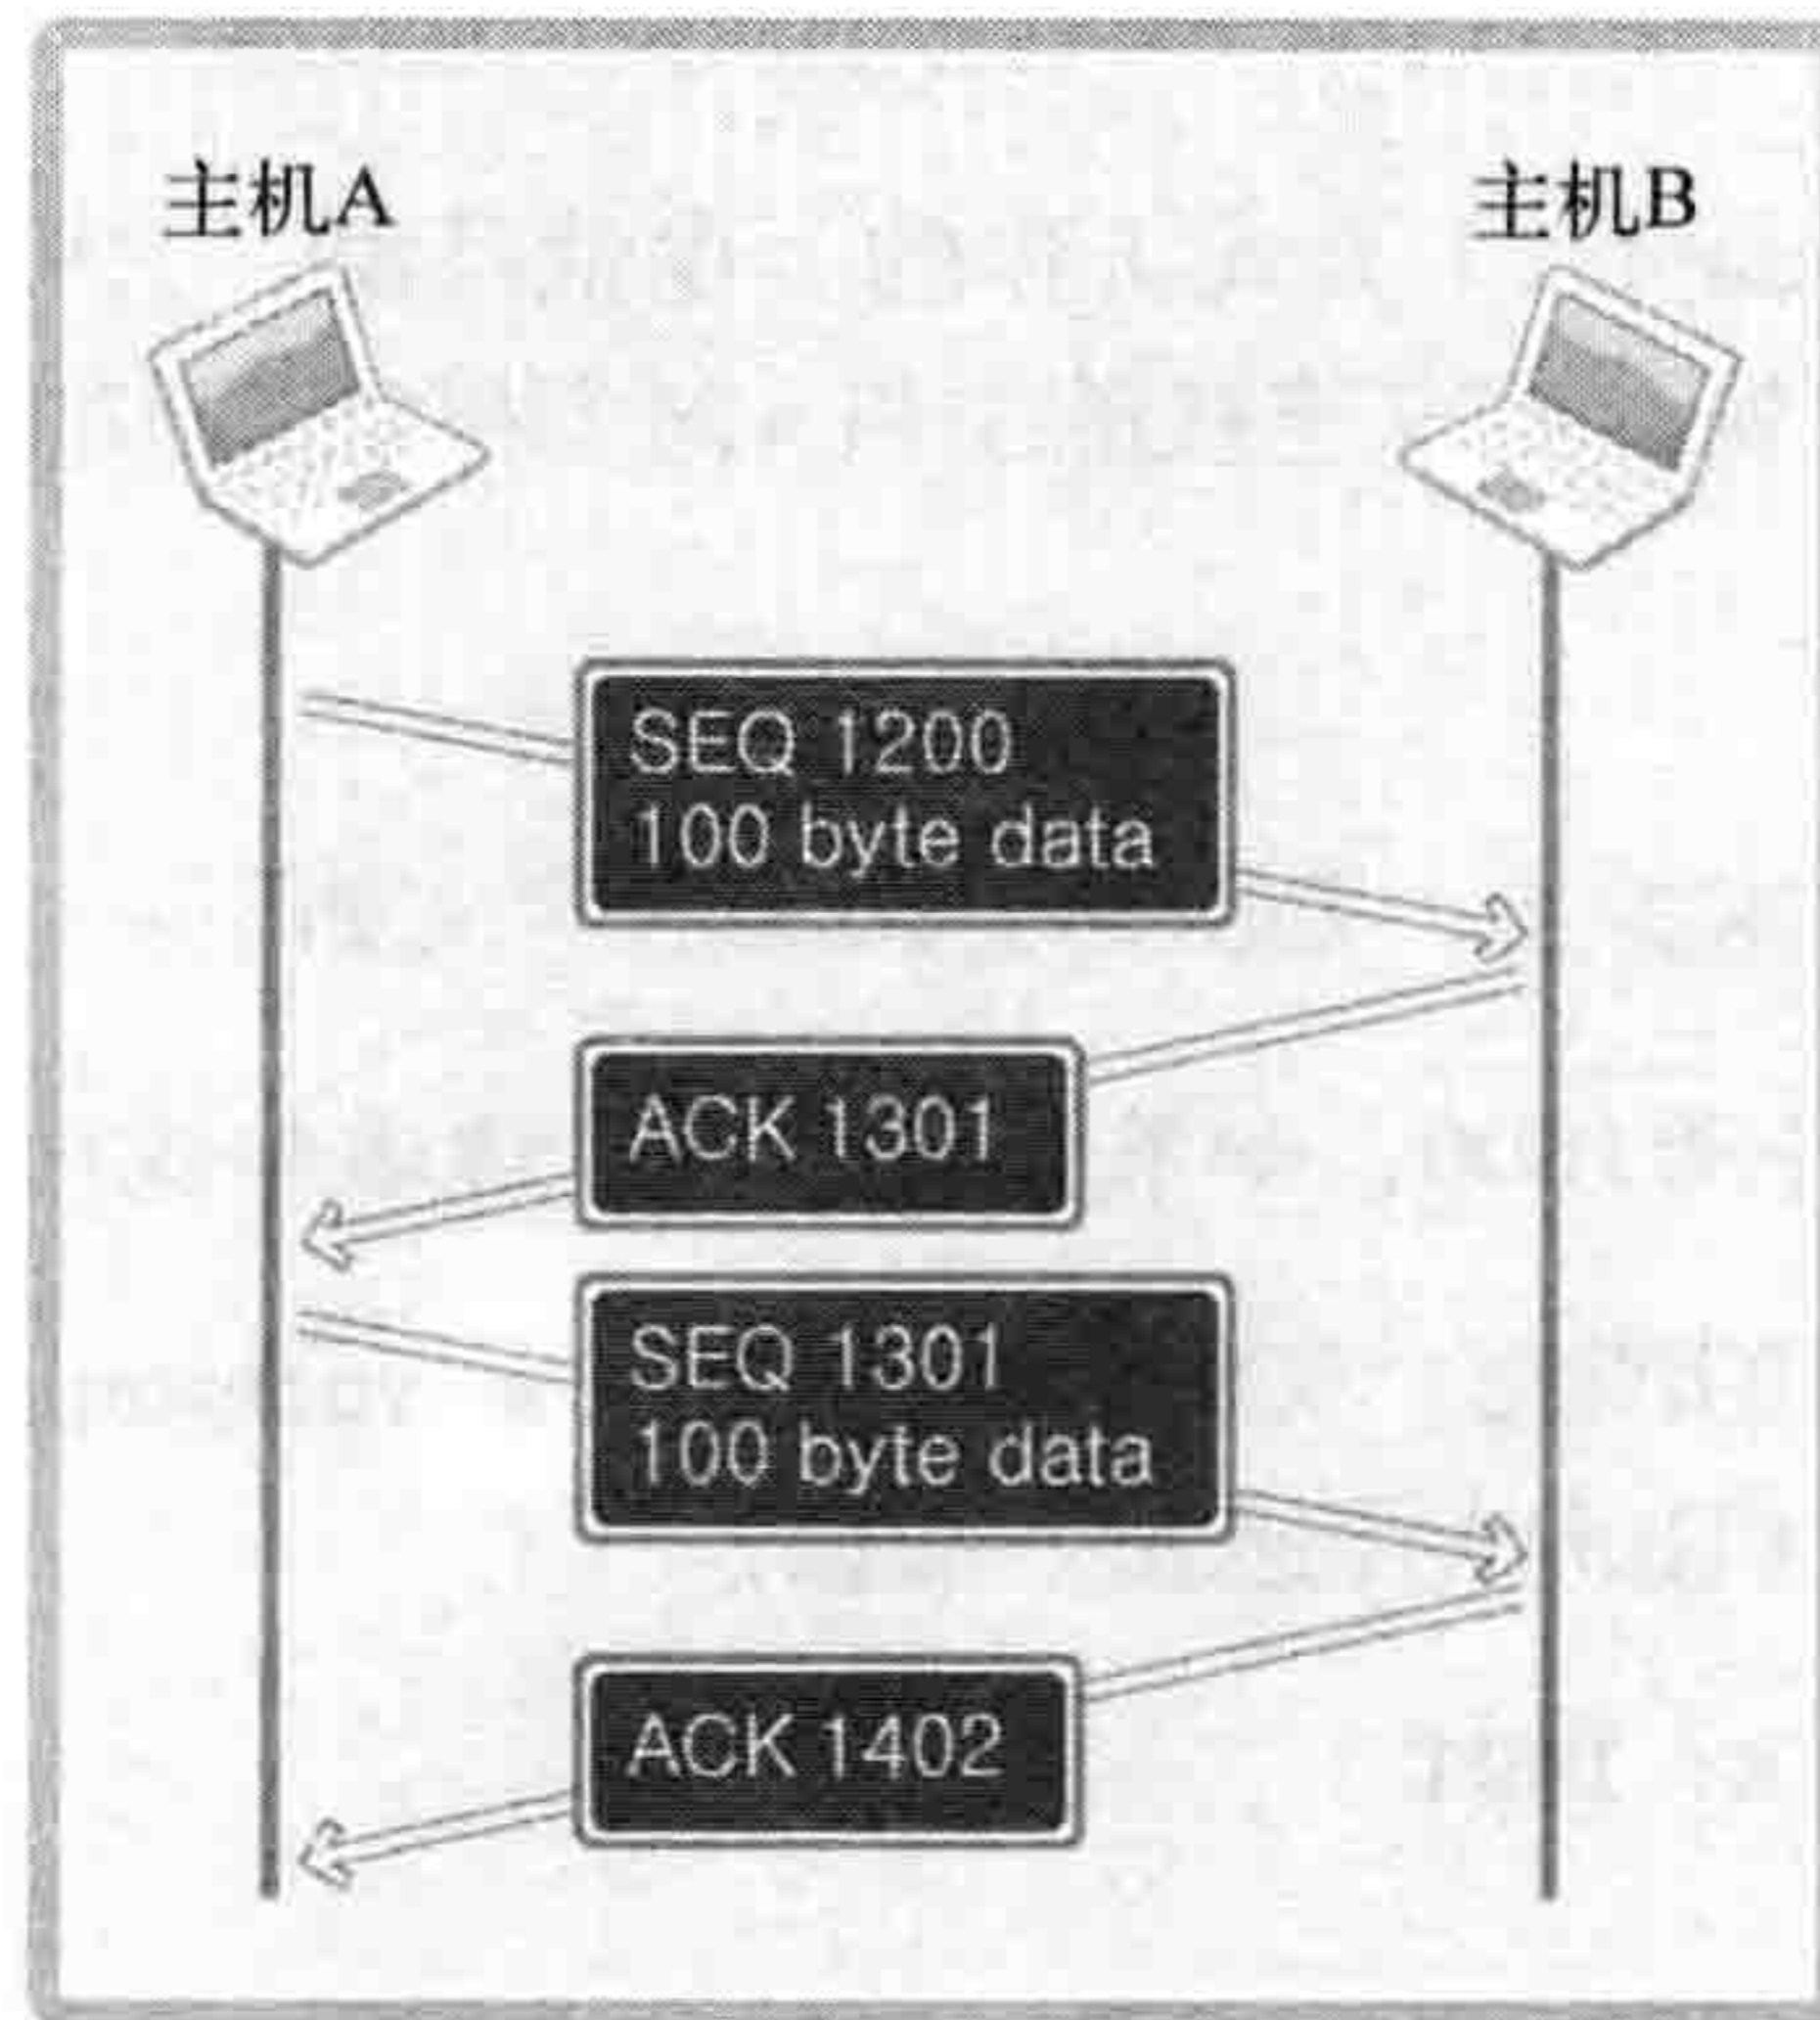 主机A
主机B
SEQ 1200
100 byte data
ACK 1301
SEQ 1301
100 byte data
ACK 1402